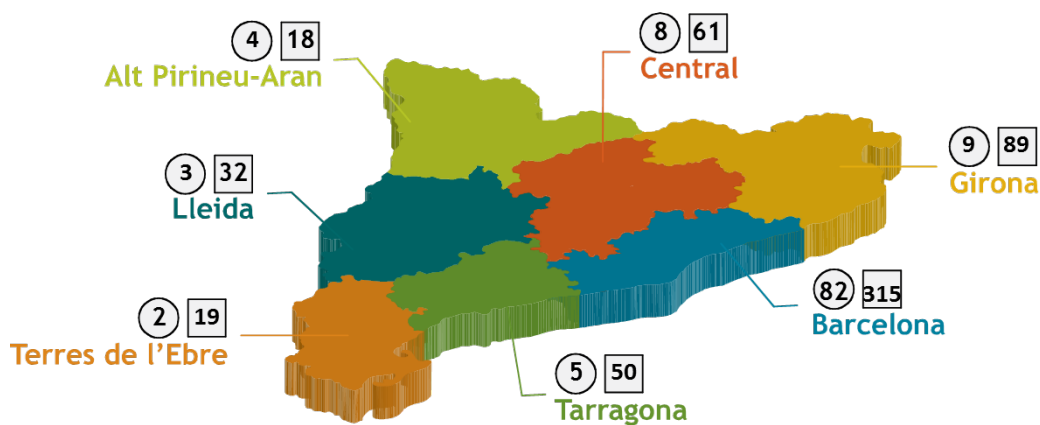 4 18
Alt Pirineu-Aran
8 61
Central
9 89
Girona
3 32
Lleida
82 315
Barcelona
2 19
Terres de l'Ebre
5 50
Tarragona